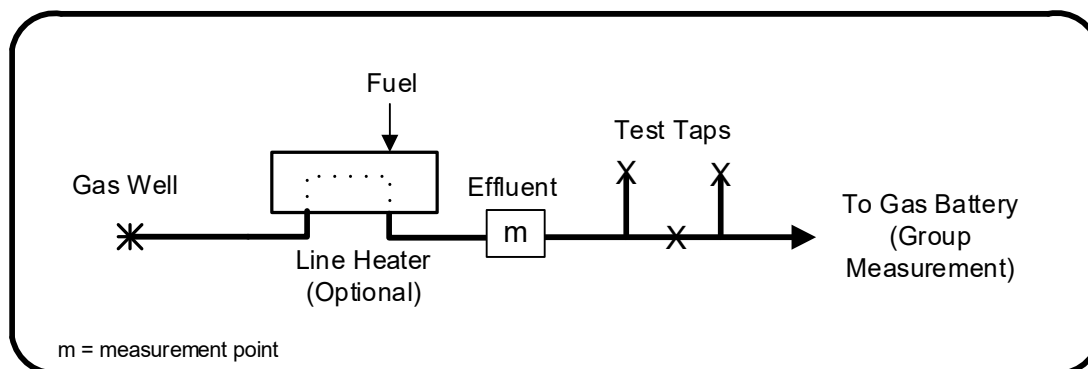 Fuel
Test Taps
Gas Well
Effluent
m
To Gas Battery
(Group
Measurement)
Line Heater
(Optional)
m = measurement point